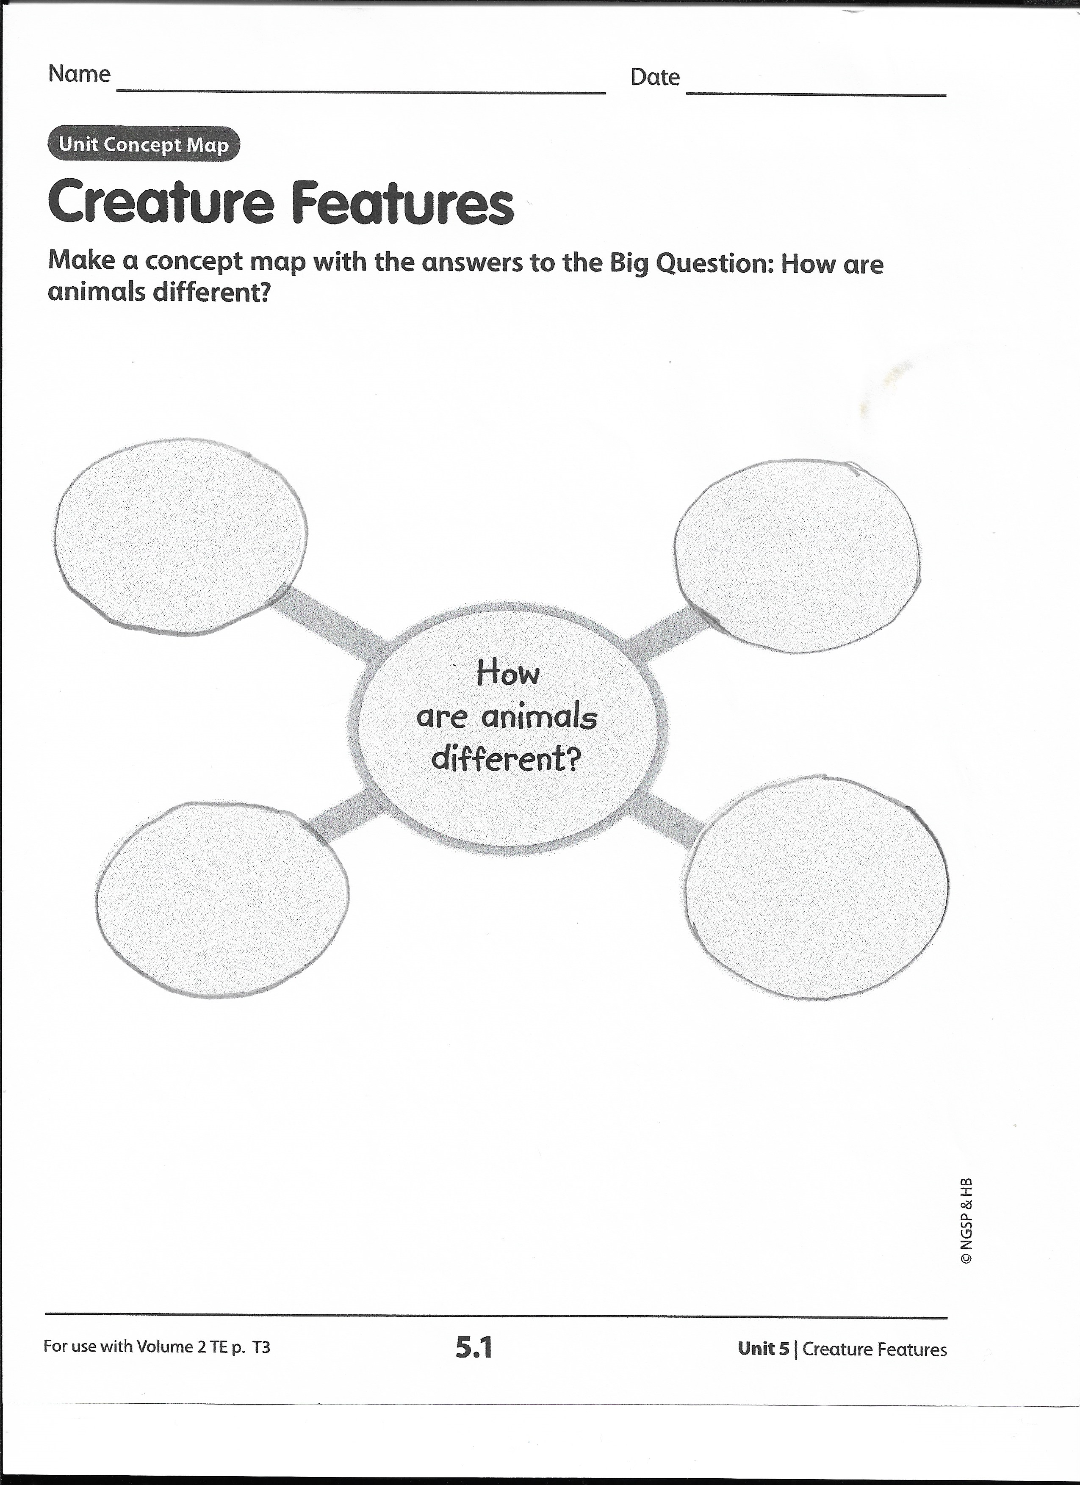 Name Date
Unit Concept Map
Creature Features
Make a concept map with the answers to the Big Question: How are
animals different?
How
are animals
different?
© NGSP & HB
For use with Volume 2 TE p. T3 5.1 Unit 5 | Creature Features